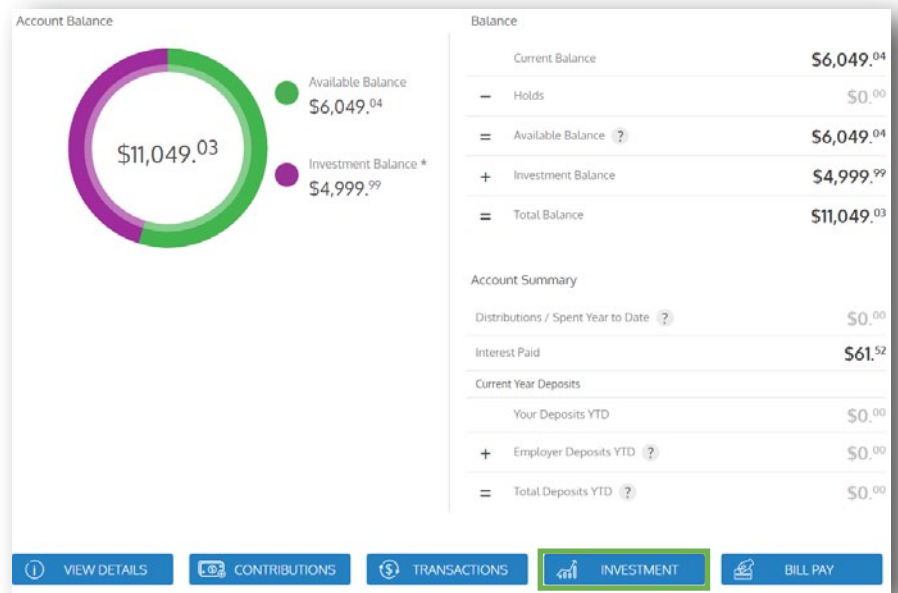 Account Balance
$11,049.03
Available Balance
$6,049.04
Investment Balance *
$4,999.99
Balance
Current Balance $6,049.04
− Holds $0.00
= Available Balance ? $6,049.04
+ Investment Balance $4,999.99
= Total Balance $11,049.03
Account Summary
Distributions / Spent Year to Date ? $0.00
Interest Paid $61.52
Current Year Deposits
Your Deposits YTD $0.00
+ Employer Deposits YTD ? $0.00
= Total Deposits YTD ? $0.00
VIEW DETAILS CONTRIBUTIONS TRANSACTIONS INVESTMENT BILL PAY